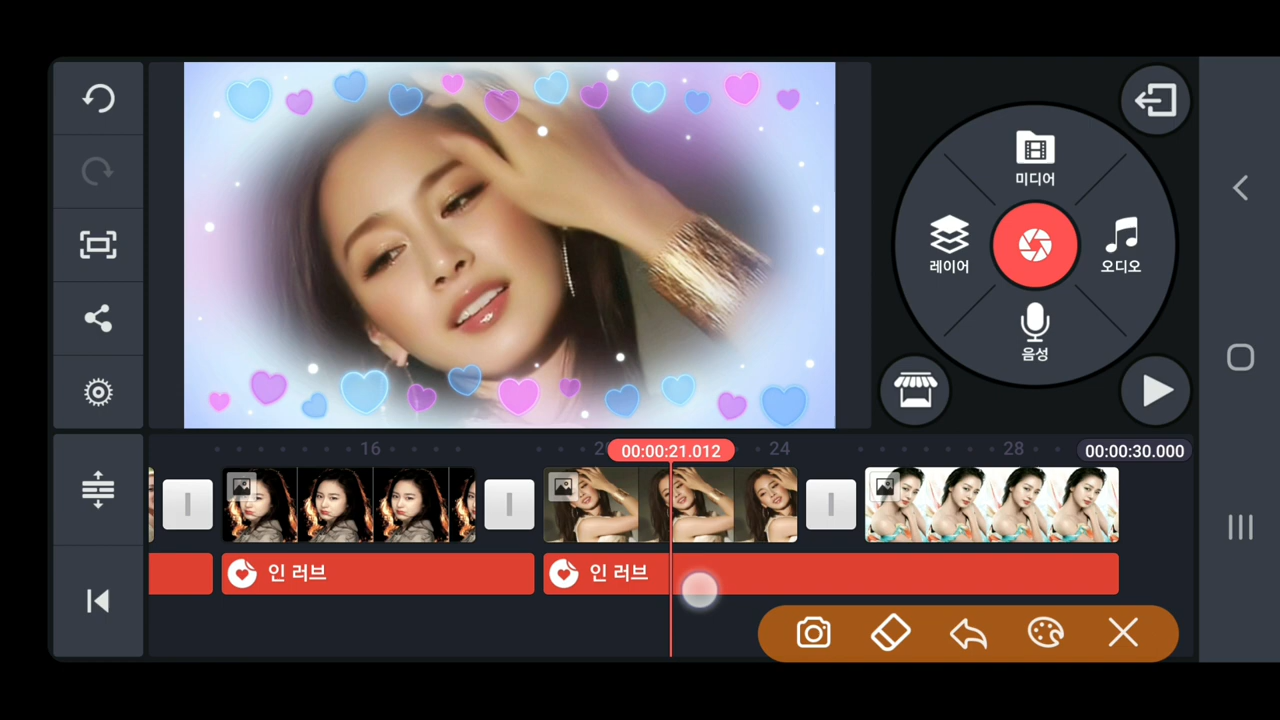 미디어
레이어
오디오
음성
16
00:00:21.012
24
28
00:00:30.000
인 러브
인 러브